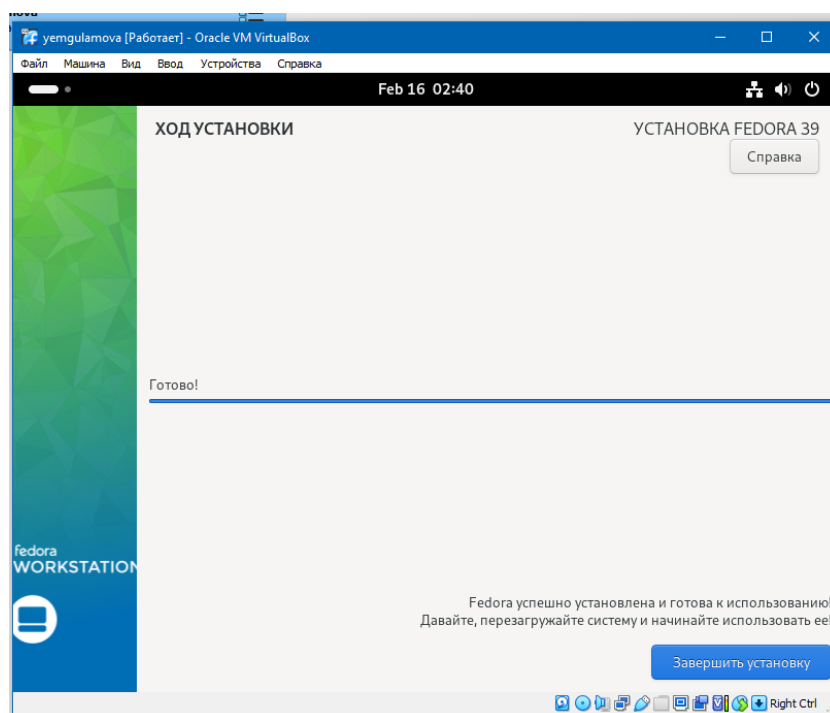 yemgulamova [Работает] - Oracle VM VirtualBox
Файл Машина Вид Ввод Устройства Справка
Feb 16 02:40
ХОД УСТАНОВКИ
УСТАНОВКА FEDORA 39
Справка
Готово!
fedora
WORKSTATION
Fedora успешно установлена и готова к использованию!
Давайте, перезагружайте систему и начинайте использовать ее!
Завершить установку
Right Ctrl